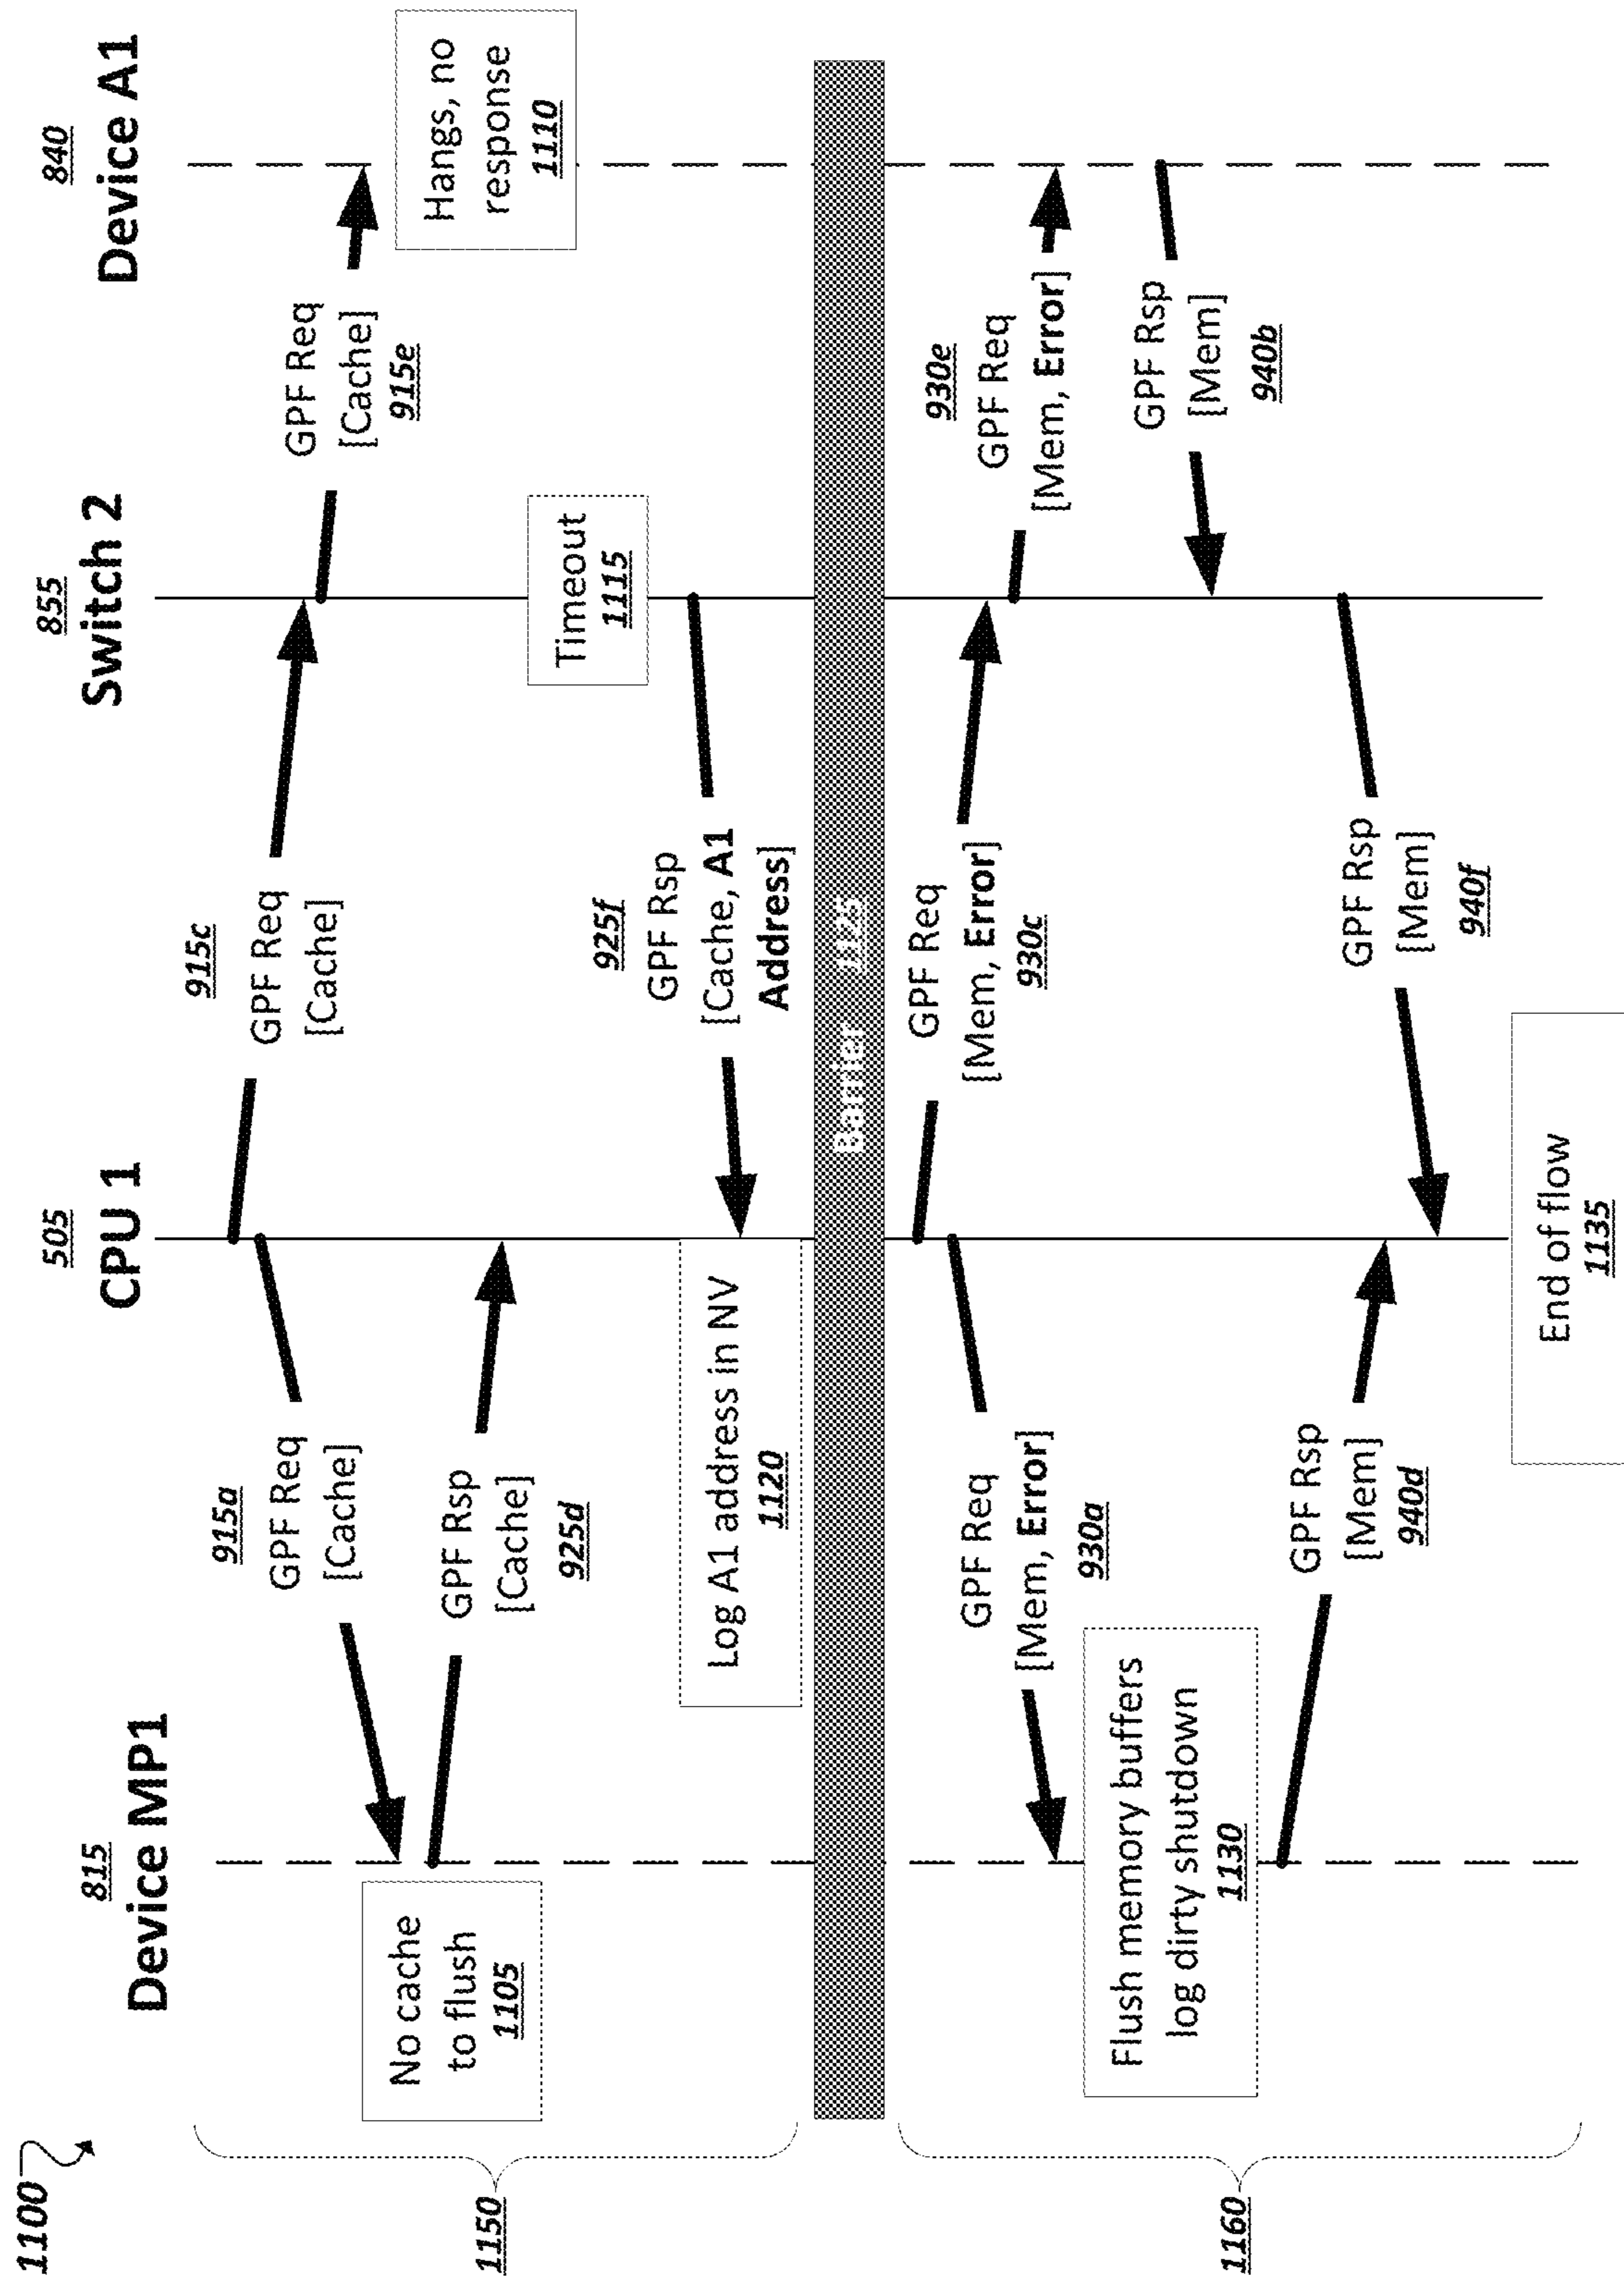 1100
815
Device MP1
505
CPU 1
855
Switch 2
840
Device A1
915a
GPF Req
[Cache]
915c
GPF Req
[Cache]
GPF Req
[Cache]
915e
No cache
to flush
1105
GPF Rsp
[Cache]
925d
Hangs, no
response
1110
Timeout
1115
925f
GPF Rsp
[Cache, A1
Address]
Log A1 address in NV
1120
1150
Barrier 1125
GPF Req
[Mem, Error]
930a
GPF Req
[Mem, Error]
930c
930e
GPF Req
[Mem, Error]
Flush memory buffers
log dirty shutdown
1130
GPF Rsp
[Mem]
940b
GPF Rsp
[Mem]
940d
GPF Rsp
[Mem]
940f
End of flow
1135
1160